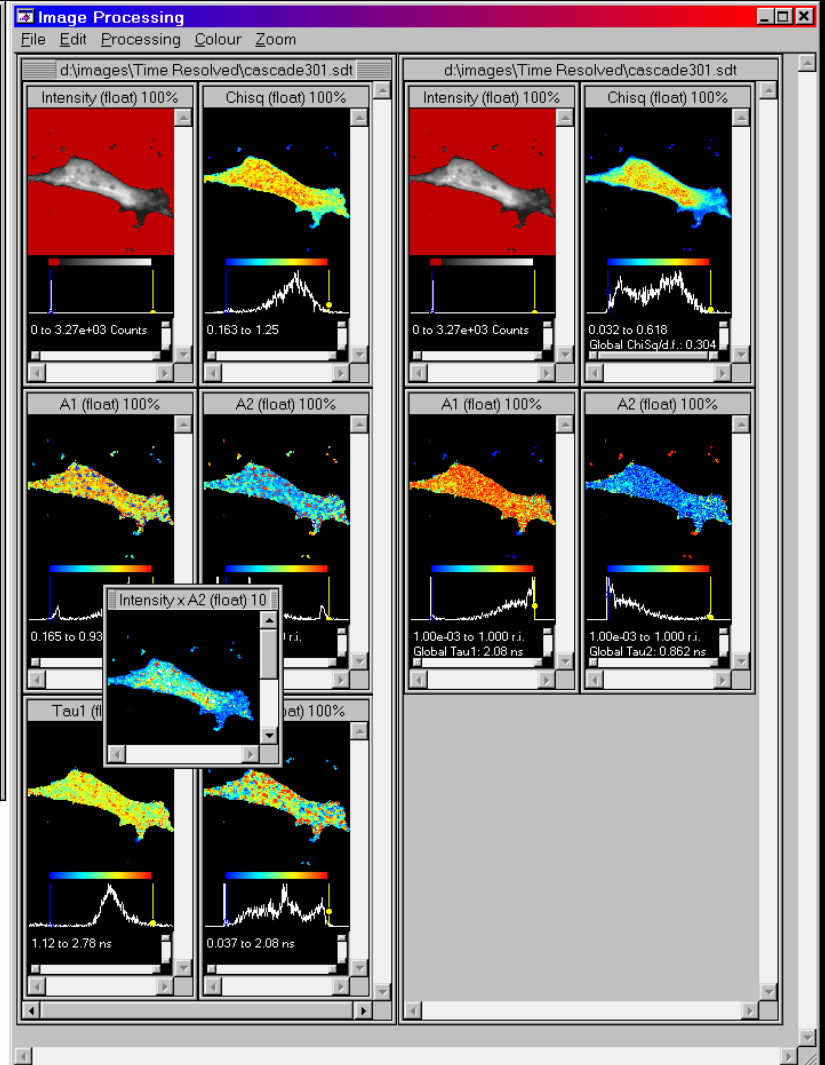 Image Processing
File Edit Processing Colour Zoom
d:\images\Time Resolved\cascade301.sdt
Intensity (float) 100%
Chisq (float) 100%
0 to 3.27e+03 Counts
0.163 to 1.25
A1 (float) 100%
A2 (float) 100%
0.165 to 0.93
r.i.
Intensity x A2 (float) 10
Tau1 (fl
oat) 100%
1.12 to 2.78 ns
0.037 to 2.08 ns
d:\images\Time Resolved\cascade301.sdt
Intensity (float) 100%
Chisq (float) 100%
0 to 3.27e+03 Counts
0.032 to 0.618
Global ChiSq/d.f.: 0.304
A1 (float) 100%
A2 (float) 100%
1.00e-03 to 1.000 r.i.
Global Tau1: 2.08 ns
1.00e-03 to 1.000 r.i.
Global Tau2: 0.862 ns